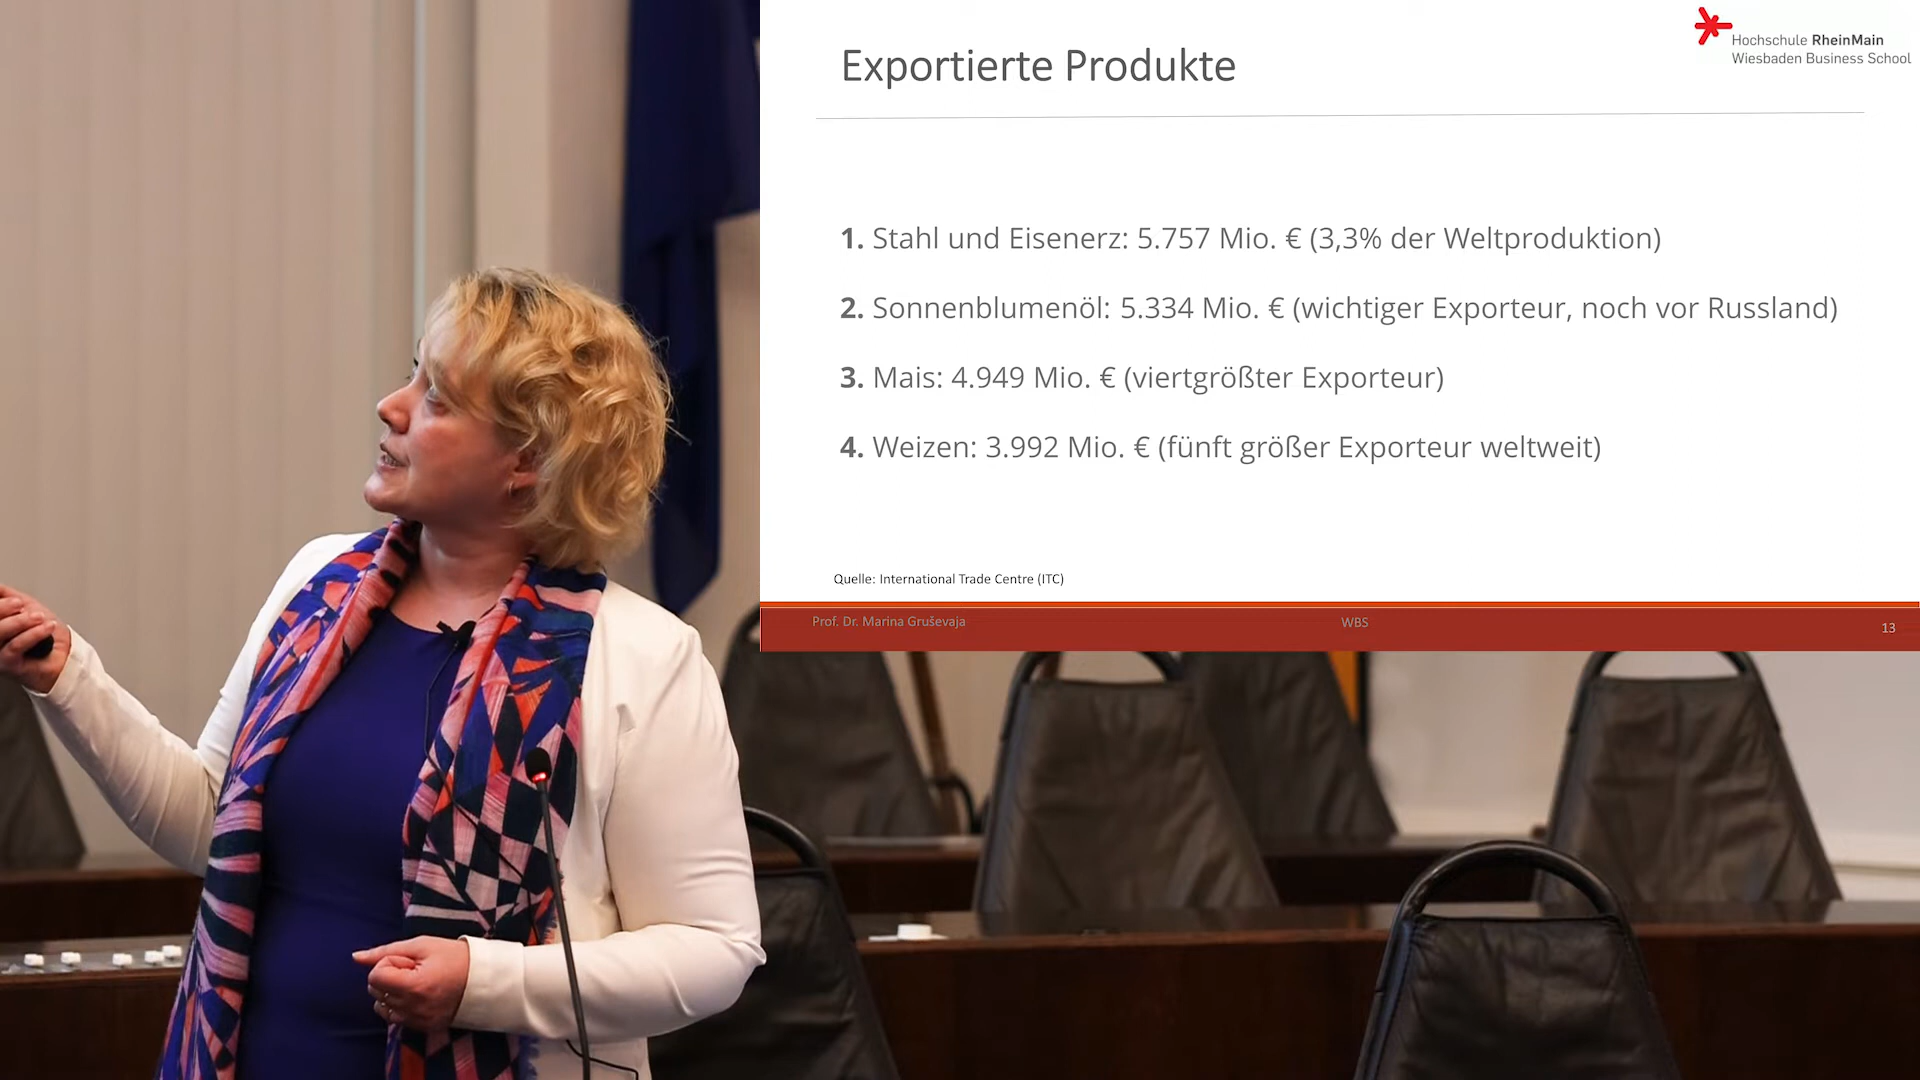 Exportierte Produkte
Hochschule RheinMain
Wiesbaden Business School
1. Stahl und Eisenerz: 5.757 Mio. € (3,3% der Weltproduktion)
2. Sonnenblumenöl: 5.334 Mio. € (wichtiger Exporteur, noch vor Russland)
3. Mais: 4.949 Mio. € (viertgrößter Exporteur)
4. Weizen: 3.992 Mio. € (fünft größer Exporteur weltweit)
Quelle: International Trade Centre (ITC)
Prof. Dr. Marina Gruševaja WBS 13